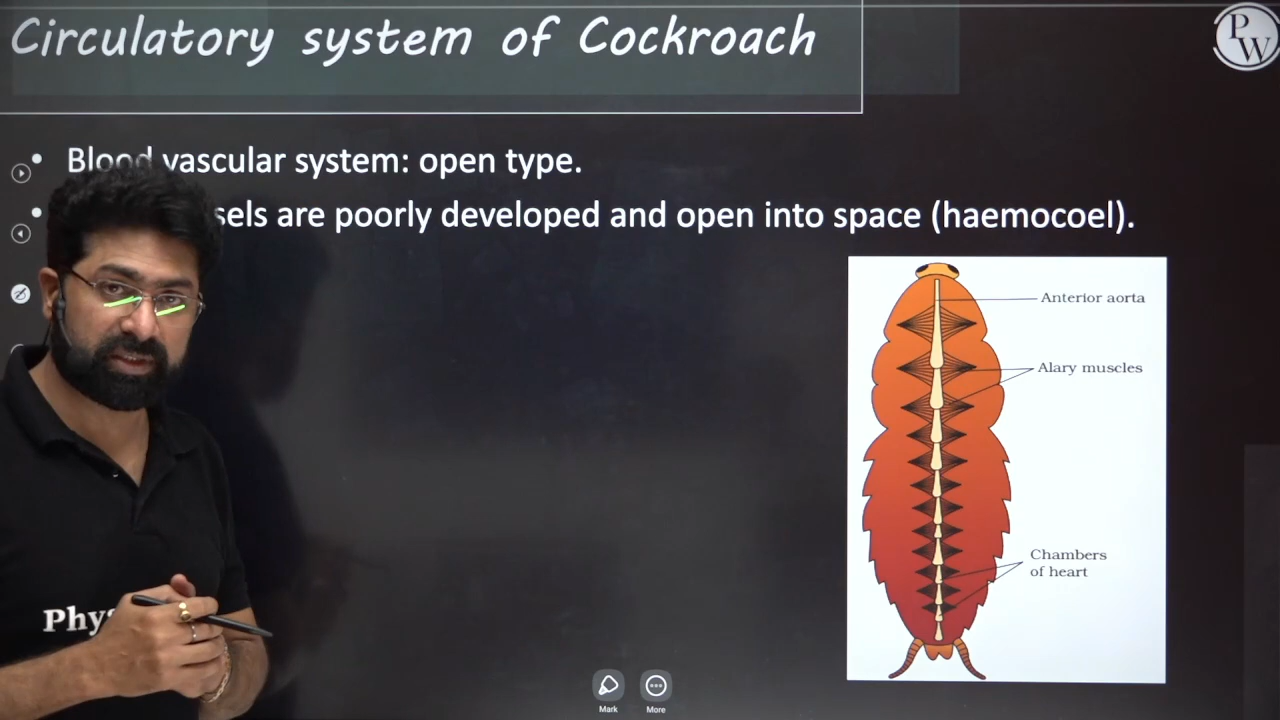 Circulatory system of Cockroach
PW
• Blood vascular system: open type.
• sels are poorly developed and open into space (haemocoel).
Anterior aorta
Alary muscles
Chambers
of heart
Phy
Mark
More